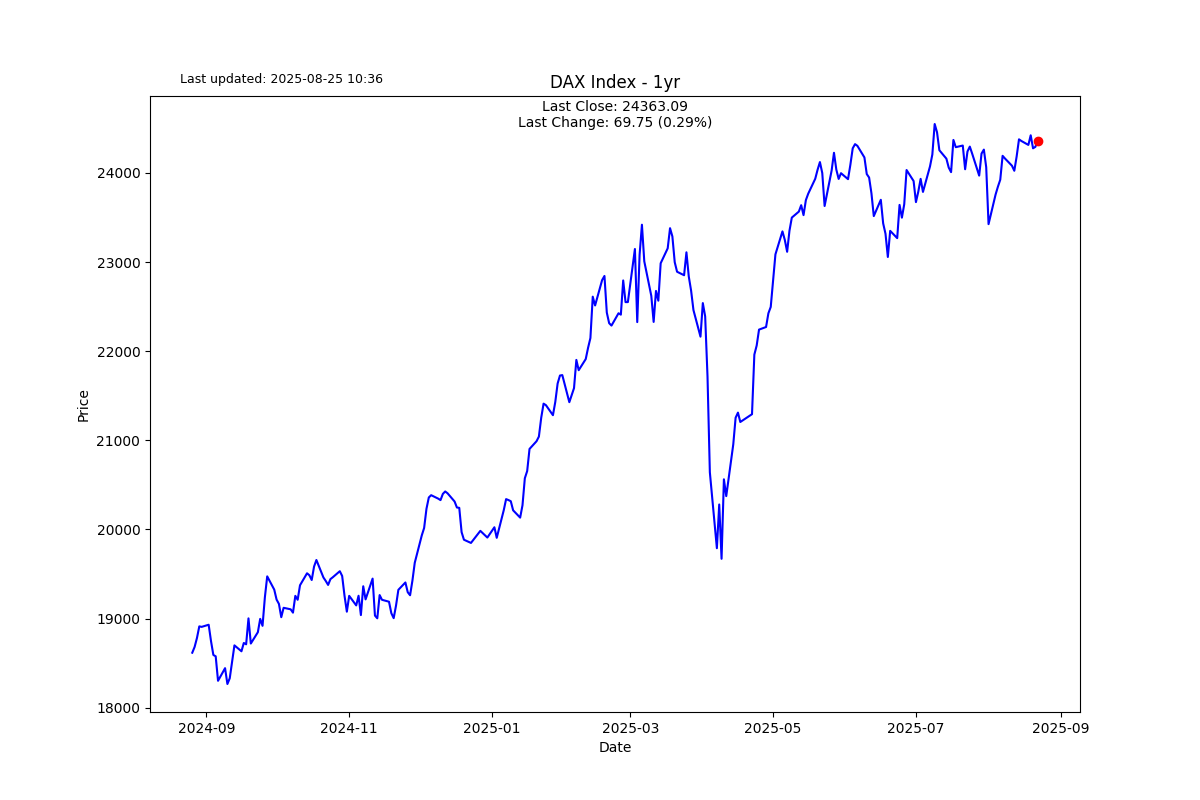 Last updated: 2025-08-25 10:36
DAX Index - 1yr
Last Close: 24363.09
Last Change: 69.75 (0.29%)
24000
23000
22000
21000
20000
19000
18000
Price
2024-09
2024-11
2025-01
2025-03
2025-05
2025-07
2025-09
Date